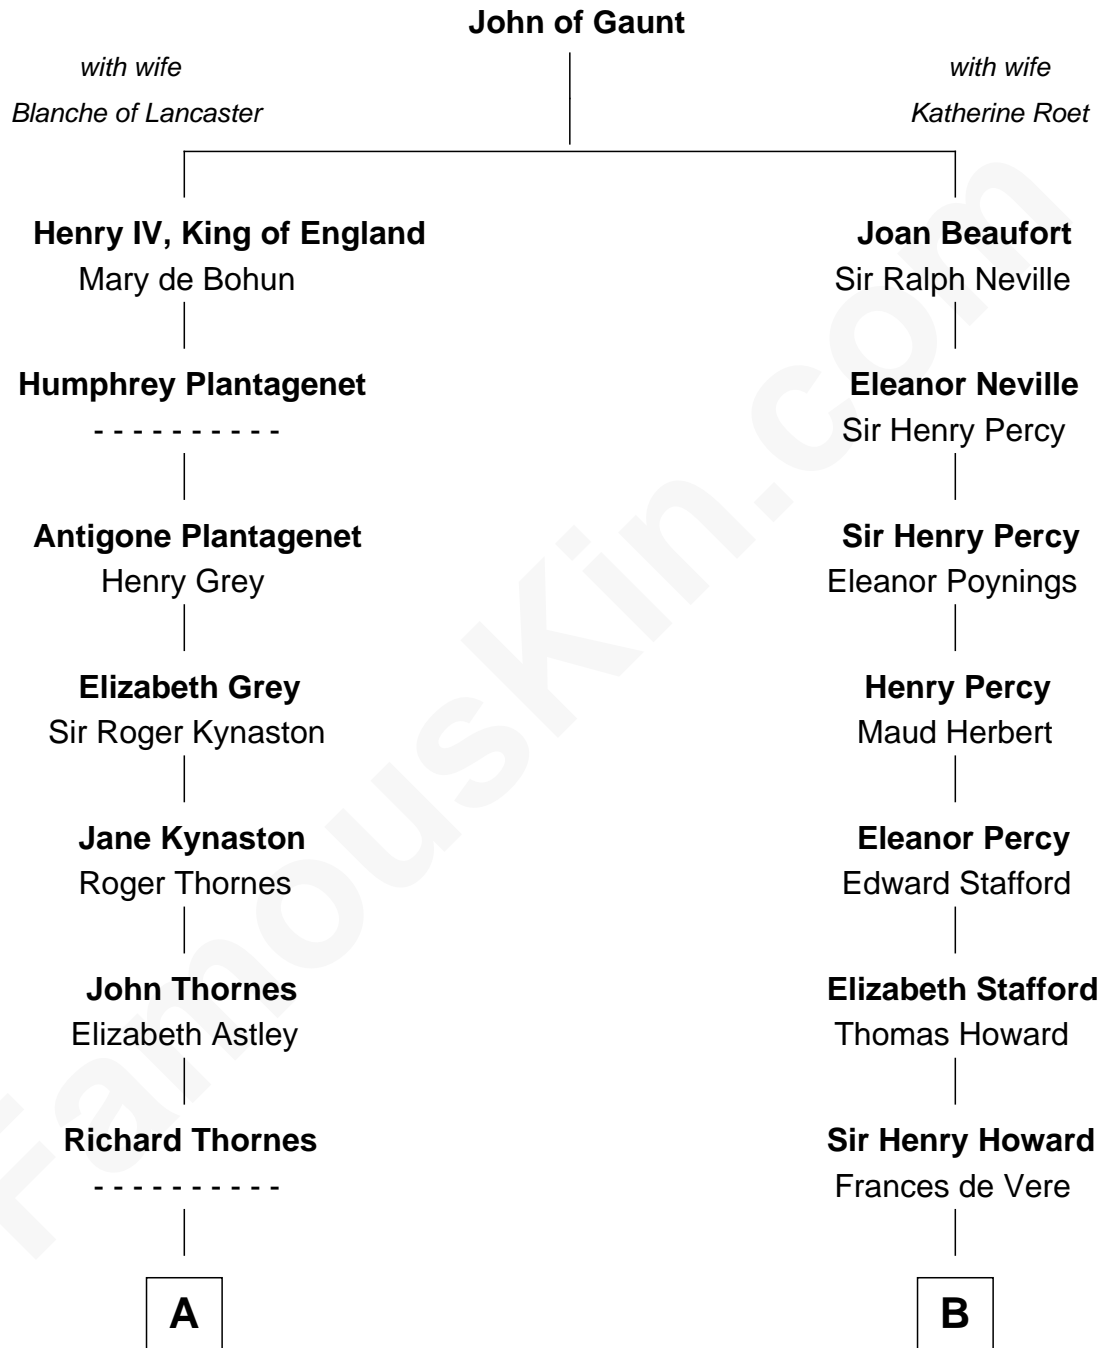 John of Gaunt
with wife
Blanche of Lancaster
with wife
Katherine Roet
Henry IV, King of England
Mary de Bohun
Joan Beaufort
Sir Ralph Neville
Humphrey Plantagenet
- - - - - - - - - -
Eleanor Neville
Sir Henry Percy
Antigone Plantagenet
Henry Grey
Sir Henry Percy
Eleanor Poynings
Elizabeth Grey
Sir Roger Kynaston
Henry Percy
Maud Herbert
Jane Kynaston
Roger Thornes
Eleanor Percy
Edward Stafford
John Thornes
Elizabeth Astley
Elizabeth Stafford
Thomas Howard
Richard Thornes
- - - - - - - - - -
Sir Henry Howard
Frances de Vere
A
B
FamousKin.com